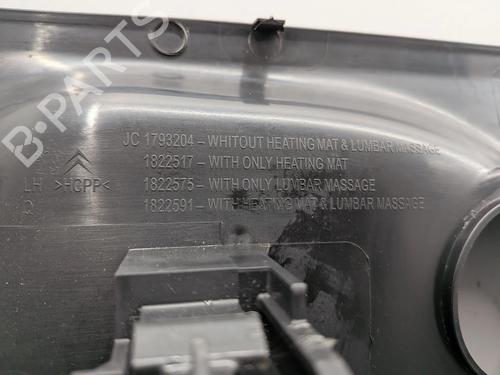 JC 1793204 – WHITOUT HEATING MAT & LUMBAR MASSAGE
1822517 – WITH ONLY HEATING MAT
LH >HCPP< 1822575 – WITH ONLY LUMBAR MASSAGE
1822591 – WITH HEATING MAT & LUMBAR MASSAGE
B-PARTS